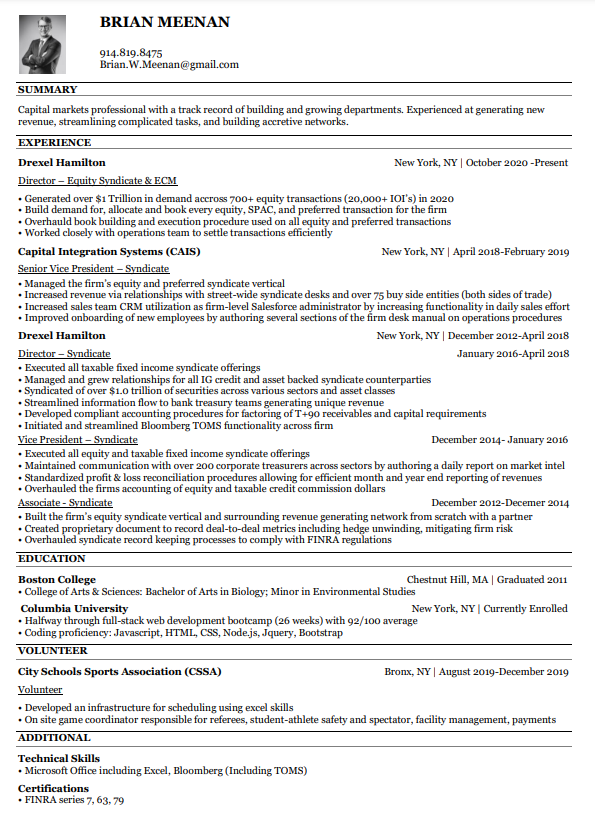 BRIAN MEENAN
914.819.8475
Brian.W.Meenan@gmail.com
SUMMARY
Capital markets professional with a track record of building and growing departments. Experienced at generating new
revenue, streamlining complicated tasks, and building accretive networks.
EXPERIENCE
Drexel Hamilton New York, NY | October 2020 -Present
Director – Equity Syndicate & ECM
• Generated over $1 Trillion in demand accross 700+ equity transactions (20,000+ IOI's) in 2020
• Build demand for, allocate and book every equity, SPAC, and preferred transaction for the firm
• Overhauld book building and execution procedure used on all equity and preferred transactions
• Worked closely with operations team to settle transactions efficiently
Capital Integration Systems (CAIS) New York, NY | April 2018-February 2019
Senior Vice President – Syndicate
• Managed the firm's equity and preferred syndicate vertical
• Increased revenue via relationships with street-wide syndicate desks and over 75 buy side entities (both sides of trade)
• Increased sales team CRM utilization as firm-level Salesforce administrator by increasing functionality in daily sales effort
• Improved onboarding of new employees by authoring several sections of the firm desk manual on operations procedures
Drexel Hamilton New York, NY | December 2012-April 2018
Director – Syndicate January 2016-April 2018
• Executed all taxable fixed income syndicate offerings
• Managed and grew relationships for all IG credit and asset backed syndicate counterparties
• Syndicated of over $1.0 trillion of securities across various sectors and asset classes
• Streamlined information flow to bank treasury teams generating unique revenue
• Developed compliant accounting procedures for factoring of T+90 receivables and capital requirements
• Initiated and streamlined Bloomberg TOMS functionality across firm
Vice President – Syndicate December 2014- January 2016
• Executed all equity and taxable fixed income syndicate offerings
• Maintained communication with over 200 corporate treasurers across sectors by authoring a daily report on market intel
• Standardized profit & loss reconciliation procedures allowing for efficient month and year end reporting of revenues
• Overhauled the firms accounting of equity and taxable credit commission dollars
Associate - Syndicate December 2012-Decemer 2014
• Built the firm's equity syndicate vertical and surrounding revenue generating network from scratch with a partner
• Created proprietary document to record deal-to-deal metrics including hedge unwinding, mitigating firm risk
• Overhauled syndicate record keeping processes to comply with FINRA regulations
EDUCATION
Boston College Chestnut Hill, MA | Graduated 2011
• College of Arts & Sciences: Bachelor of Arts in Biology; Minor in Environmental Studies
Columbia University New York, NY | Currently Enrolled
• Halfway through full-stack web development bootcamp (26 weeks) with 92/100 average
• Coding proficiency: Javascript, HTML, CSS, Node.js, Jquery, Bootstrap
VOLUNTEER
City Schools Sports Association (CSSA) Bronx, NY | August 2019-December 2019
Volunteer
• Developed an infrastructure for scheduling using excel skills
• On site game coordinator responsible for referees, student-athlete safety and spectator, facility management, payments
ADDITIONAL
Technical Skills
• Microsoft Office including Excel, Bloomberg (Including TOMS)
Certifications
• FINRA series 7, 63, 79